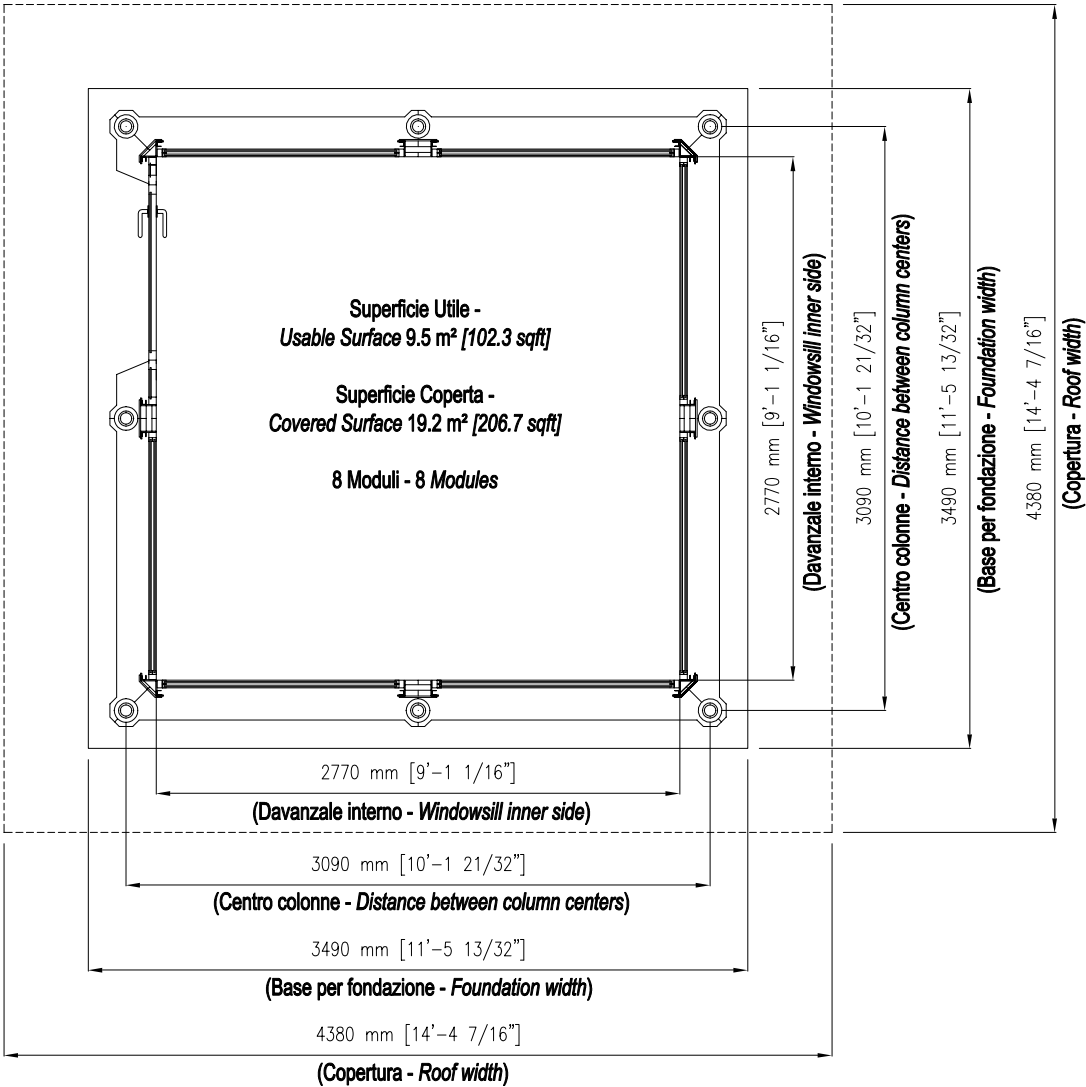 Superficie Utile -
Usable Surface 9.5 m² [102.3 sqft]
Superficie Coperta -
Covered Surface 19.2 m² [206.7 sqft]
8 Moduli - 8 Modules
2770 mm [9'-1 1/16"]
(Davanzale interno - Windowsill inner side)
3090 mm [10'-1 21/32"]
(Centro colonne - Distance between column centers)
3490 mm [11'-5 13/32"]
(Base per fondazione - Foundation width)
4380 mm [14'-4 7/16"]
(Copertura - Roof width)
2770 mm [9'-1 1/16"]
(Davanzale interno - Windowsill inner side)
3090 mm [10'-1 21/32"]
(Centro colonne - Distance between column centers)
3490 mm [11'-5 13/32"]
(Base per fondazione - Foundation width)
4380 mm [14'-4 7/16"]
(Copertura - Roof width)